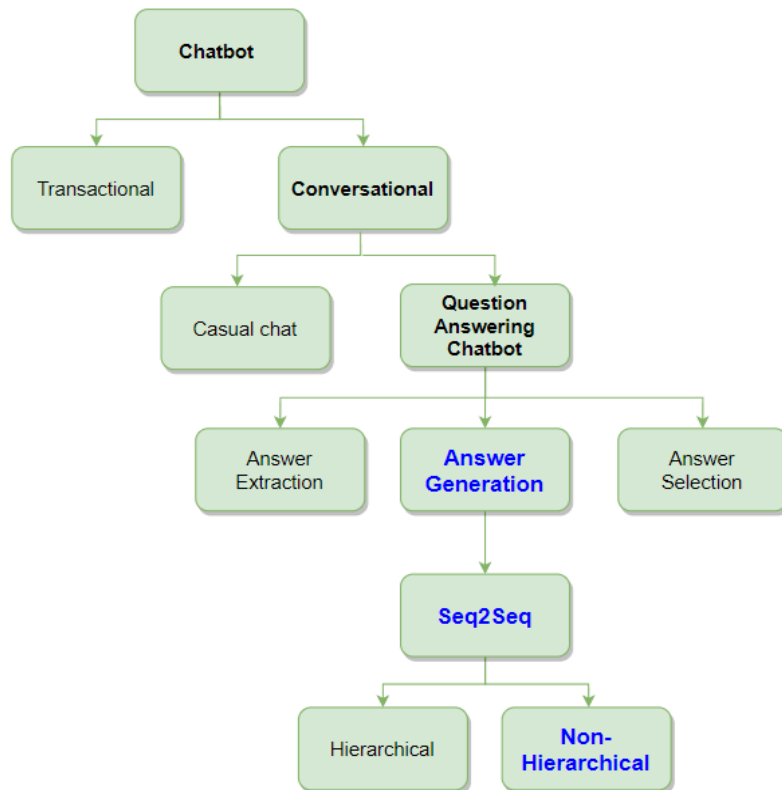 Chatbot
Transactional
Conversational
Casual chat
Question
Answering
Chatbot
Answer
Extraction
Answer
Generation
Answer
Selection
Seq2Seq
Hierarchical
Non-
Hierarchical